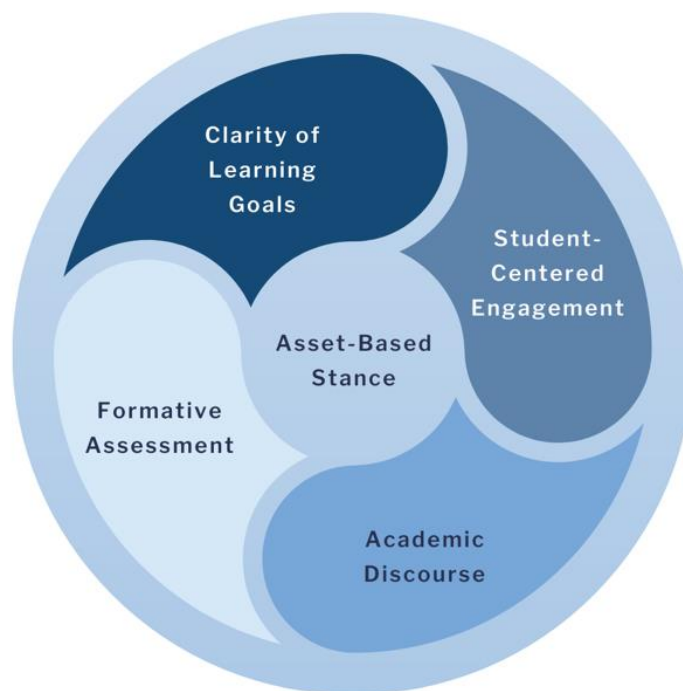 Clarity of
Learning
Goals
Student-
Centered
Engagement
Asset-Based
Stance
Formative
Assessment
Academic
Discourse